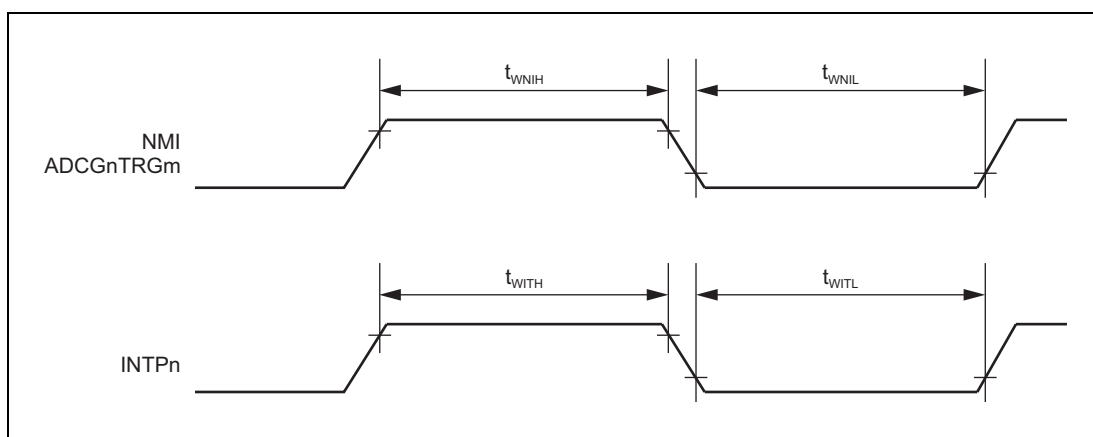 tWNIH
tWNIL
NMI
ADCGnTRGm
tWITH
tWITL
INTPn